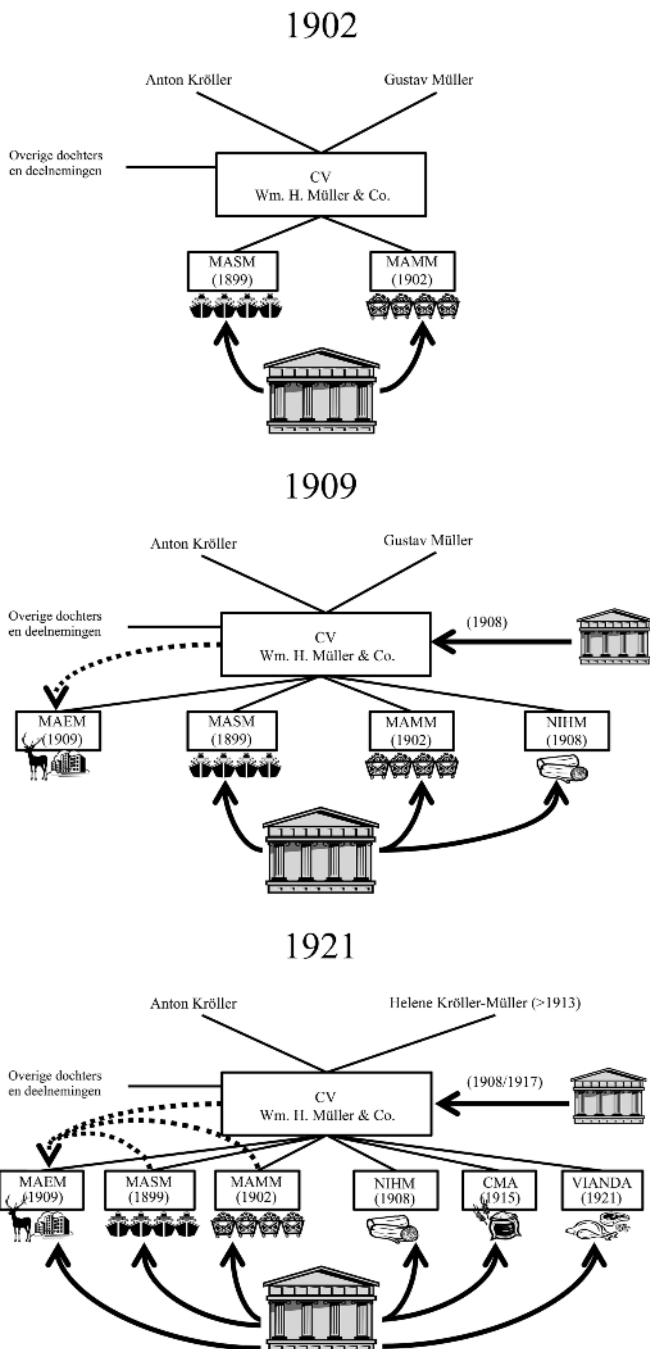 1902
Anton Kröller
Gustav Müller
Overige dochters
en deelnemingen
CV
Wm. H. Müller & Co.
MASM
(1899)
MAMM
(1902)
1909
Anton Kröller
Gustav Müller
Overige dochters
en deelnemingen
CV
Wm. H. Müller & Co.
(1908)
MAEM
(1909)
MASM
(1899)
MAMM
(1902)
NIHM
(1908)
1921
Anton Kröller
Helene Kröller-Müller (>1913)
Overige dochters
en deelnemingen
CV
Wm. H. Müller & Co.
(1908/1917)
MAEM
(1909)
MASM
(1899)
MAMM
(1902)
NIHM
(1908)
CMA
(1915)
VIANDA
(1921)